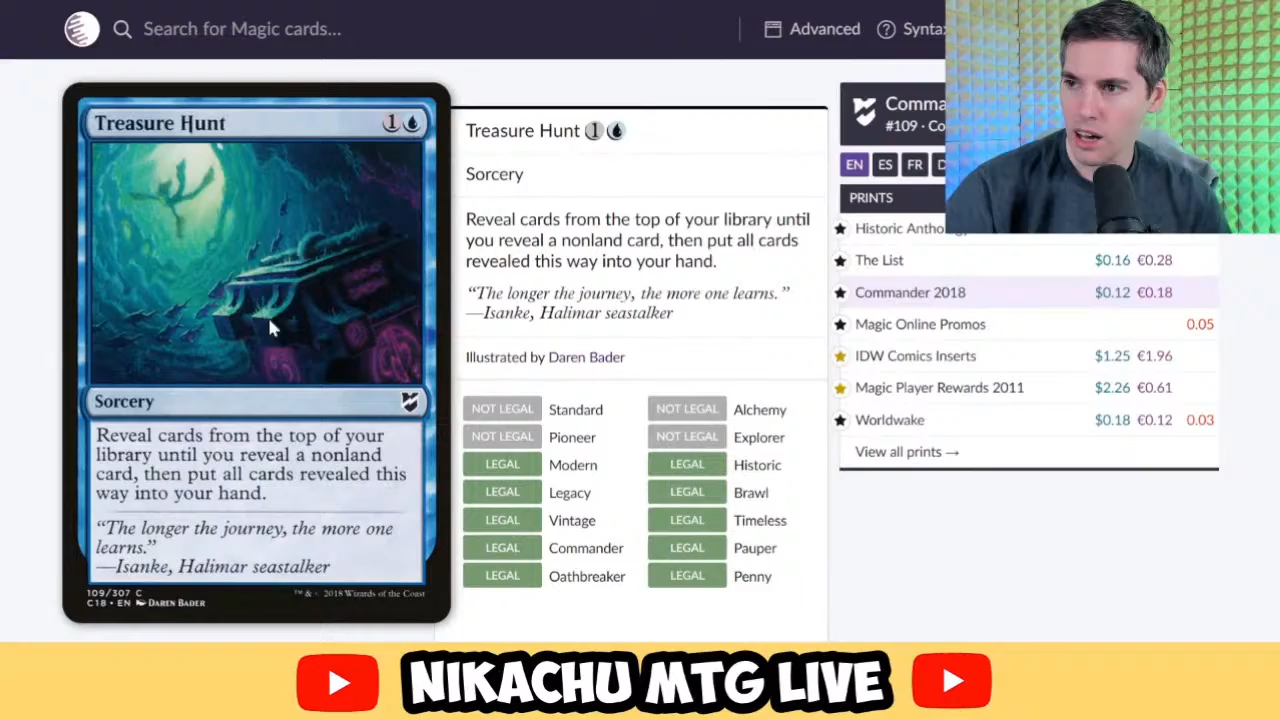 Search for Magic cards...
Advanced
Treasure Hunt 1
Sorcery
Reveal cards from the top of your
library until you reveal a nonland
card, then put all cards revealed this
way into your hand.
“The longer the journey, the more one
learns.”
—Isanke, Halimar seastalker
109/307 C
C18 • EN DAREN BADER
™ & © 2018 Wizards of the Coast
Treasure Hunt 1
Sorcery
Reveal cards from the top of your library until
you reveal a nonland card, then put all cards
revealed this way into your hand.
“The longer the journey, the more one learns.”
—Isanke, Halimar seastalker
Illustrated by Daren Bader
NOT LEGAL Standard NOT LEGAL Alchemy
NOT LEGAL Pioneer NOT LEGAL Explorer
LEGAL Modern LEGAL Historic
LEGAL Legacy LEGAL Brawl
LEGAL Vintage LEGAL Timeless
LEGAL Commander LEGAL Pauper
LEGAL Oathbreaker LEGAL Penny
#109
EN ES FR
PRINTS
Historic
The List $0.16 €0.28
Commander 2018 $0.12 €0.18
Magic Online Promos 0.05
IDW Comics Inserts $1.25 €1.96
Magic Player Rewards 2011 $2.26 €0.61
Worldwake $0.18 €0.12 0.03
View all prints →
NIKACHU MTG LIVE